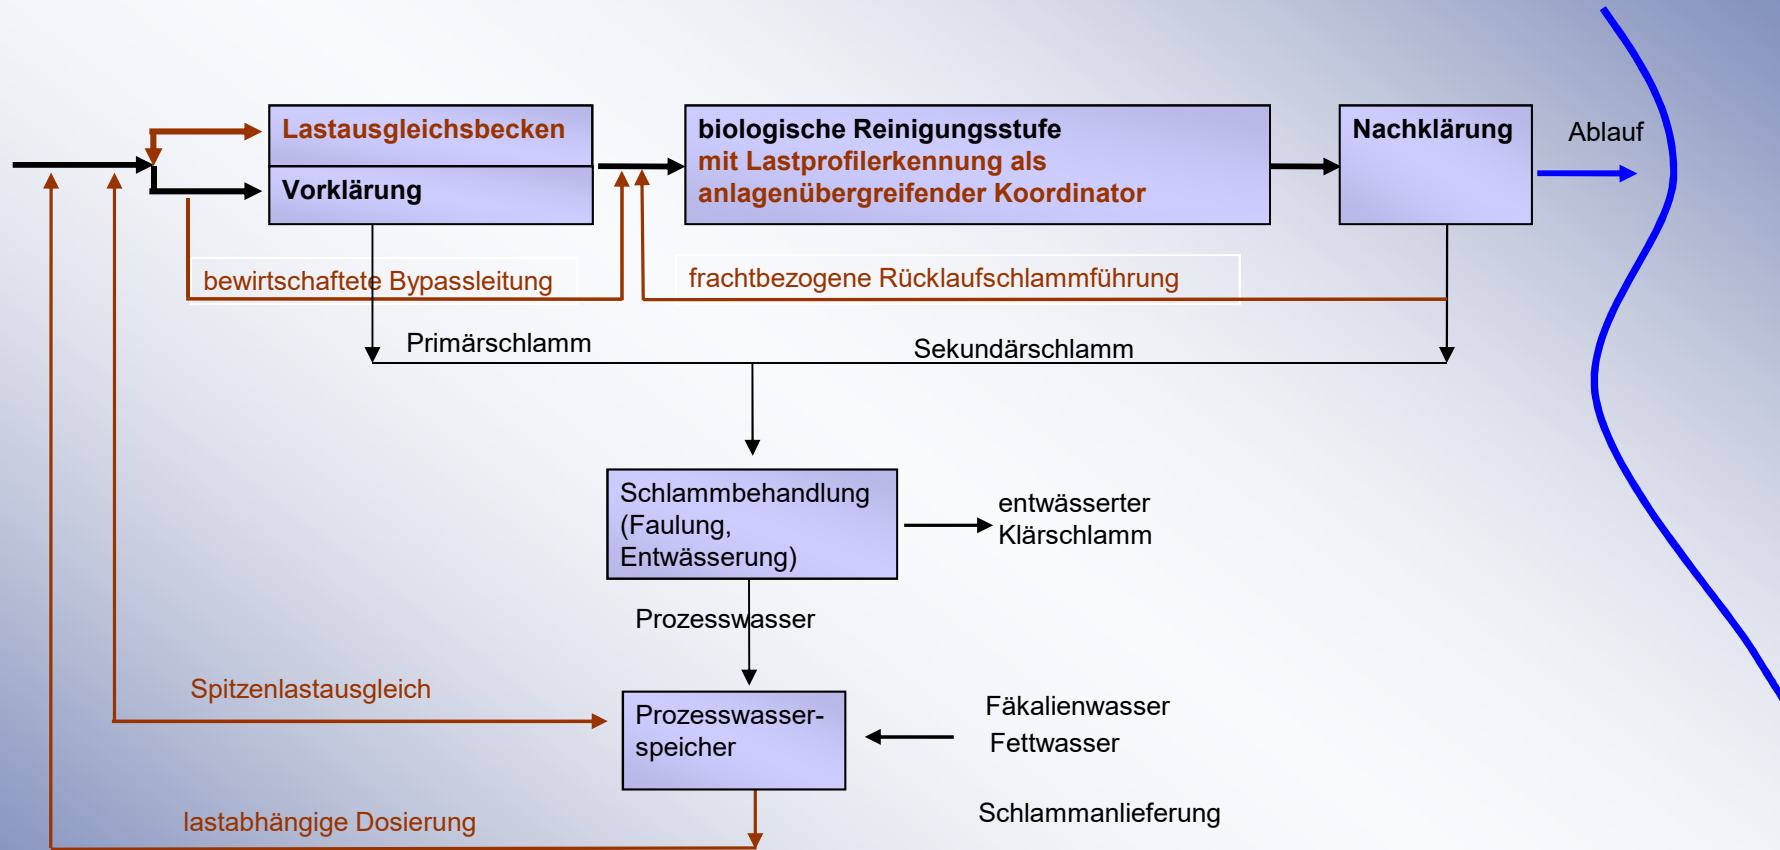 Lastausgleichsbecken
Vorklärung
biologische Reinigungsstufe
mit Lastprofilerkennung als
anlagenübergreifender Koordinator
Nachklärung
Ablauf
bewirtschaftete Bypassleitung
frachtbezogene Rücklaufschlammführung
Primärschlamm
Sekundärschlamm
Schlammbehandlung
(Faulung,
Entwässerung)
entwässerter
Klärschlamm
Prozesswasser
Spitzenlastausgleich
Prozesswasser-
speicher
Fäkalienwasser
Fettwasser
Schlammanlieferung
lastabhängige Dosierung